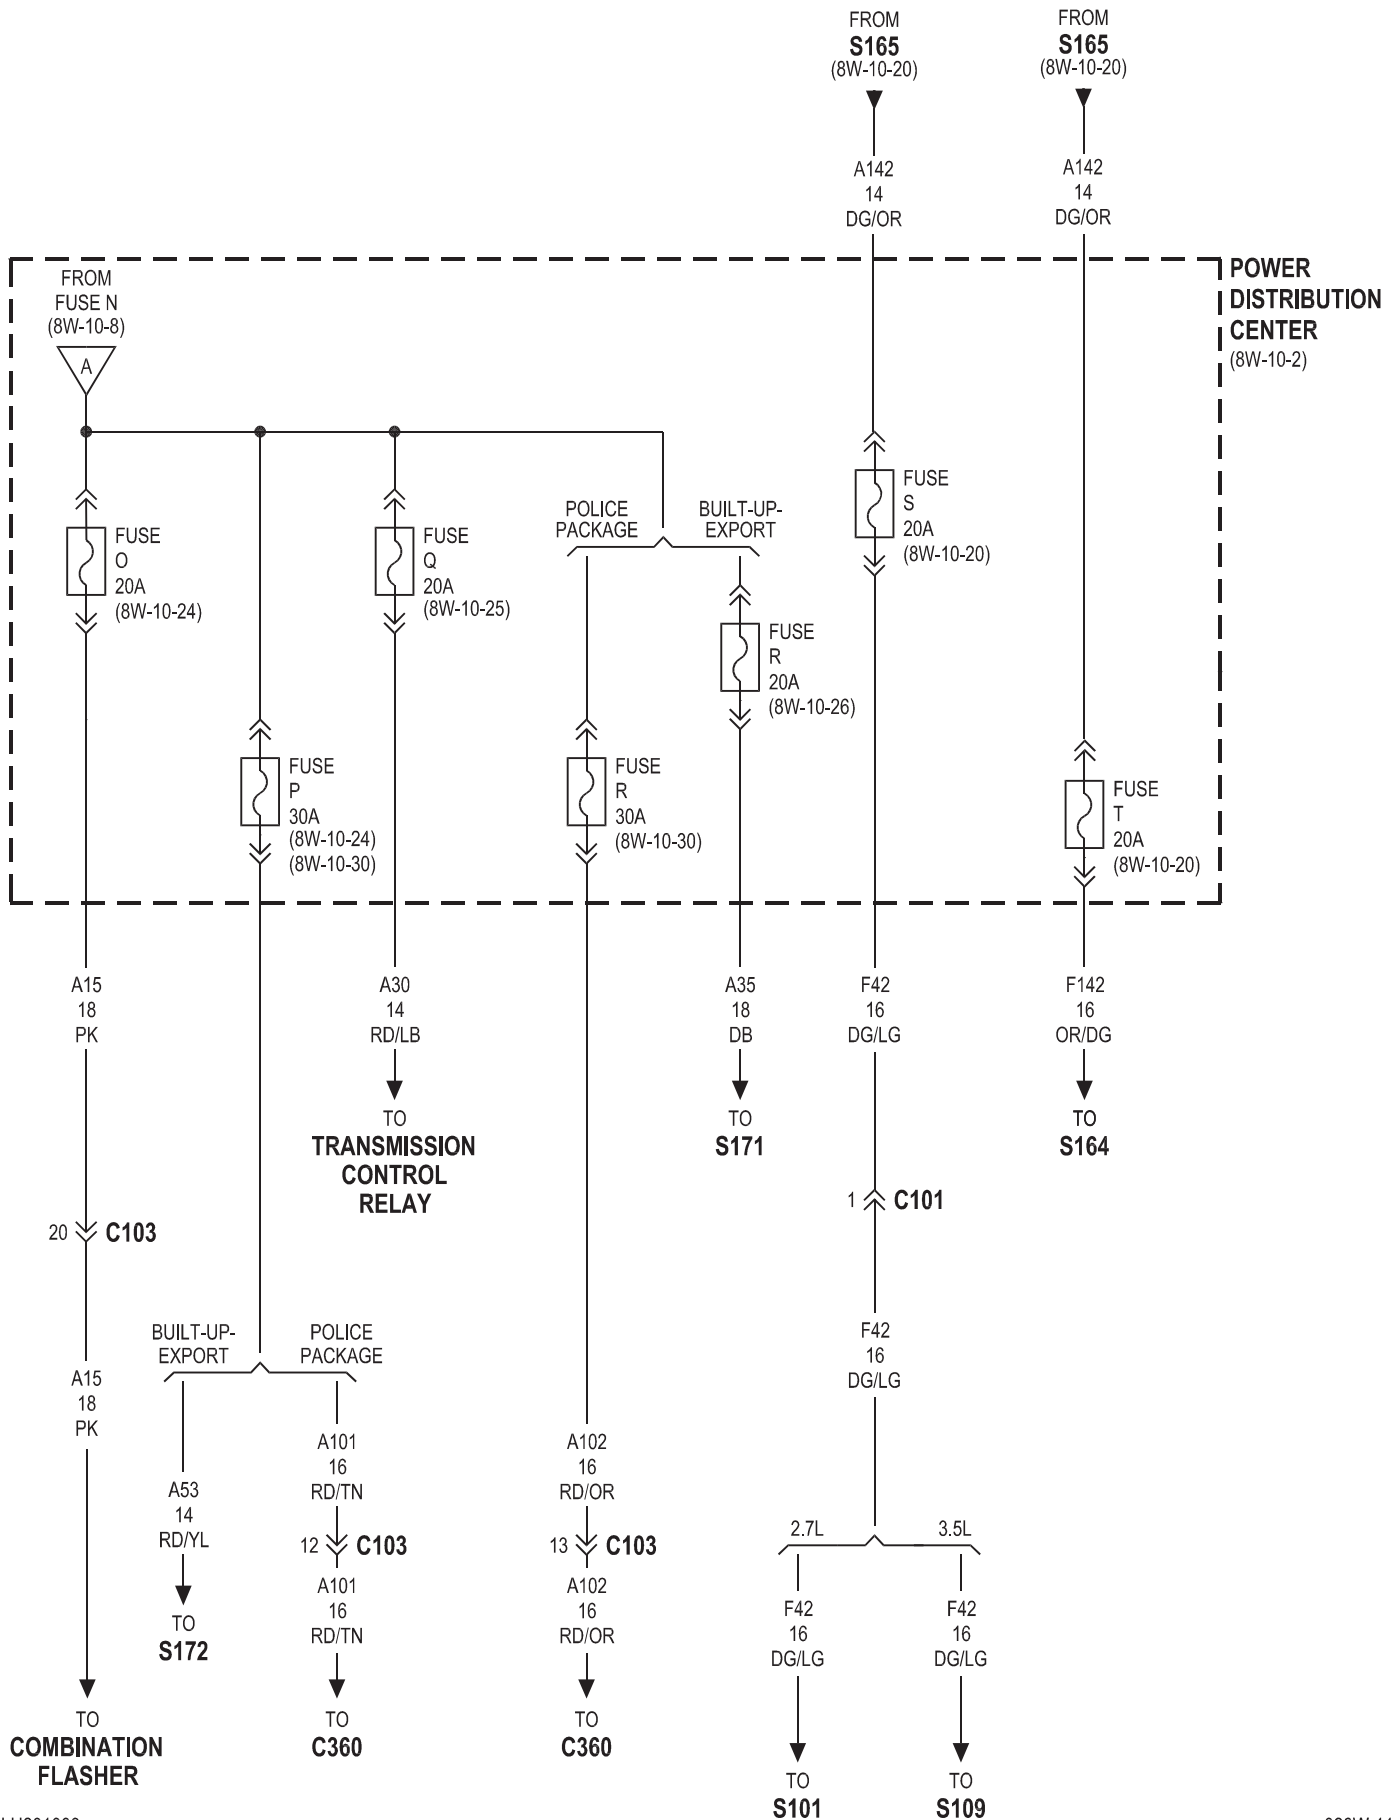 FROM
S165
(8W-10-20)
FROM
S165
(8W-10-20)
A142
14
DG/OR
A142
14
DG/OR
POWER
DISTRIBUTION
CENTER
(8W-10-2)
FROM
FUSE N
(8W-10-8)
A
FUSE
O
20A
(8W-10-24)
FUSE
Q
20A
(8W-10-25)
POLICE
PACKAGE
BUILT-UP-
EXPORT
FUSE
S
20A
(8W-10-20)
FUSE
R
20A
(8W-10-26)
FUSE
P
30A
(8W-10-24)
(8W-10-30)
FUSE
R
30A
(8W-10-30)
FUSE
T
20A
(8W-10-20)
A15
18
PK
A30
14
RD/LB
A35
18
DB
F42
16
DG/LG
F142
16
OR/DG
TO
TRANSMISSION
CONTROL
RELAY
TO
S171
TO
S164
1 C101
20 C103
BUILT-UP-
EXPORT
POLICE
PACKAGE
F42
16
DG/LG
A15
18
PK
A101
16
RD/TN
A102
16
RD/OR
A53
14
RD/YL
12 C103
13 C103
2.7L
3.5L
A101
16
RD/TN
A102
16
RD/OR
F42
16
DG/LG
F42
16
DG/LG
TO
S172
TO
COMBINATION
FLASHER
TO
C360
TO
C360
TO
S101
TO
S109